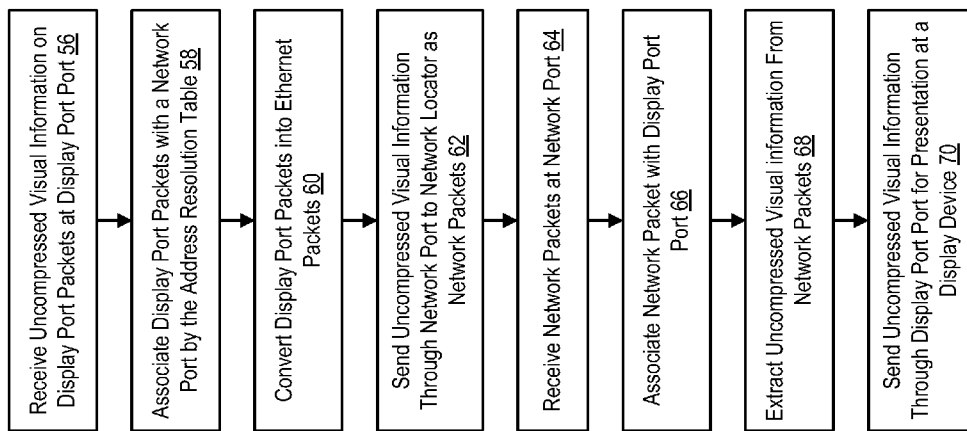 Receive Uncompressed Visual Information on
Display Port Packets at Display Port Port 56
Associate Display Port Packets with a Network
Port by the Address Resolution Table 58
Convert Display Port Packets into Ethernet
Packets 60
Send Uncompressed Visual Information
Through Network Port to Network Locator as
Network Packets 62
Receive Network Packets at Network Port 64
Associate Network Packet with Display Port
Port 66
Extract Uncompressed Visual information From
Network Packets 68
Send Uncompressed Visual Information
Through Display Port Port for Presentation at a
Display Device 70